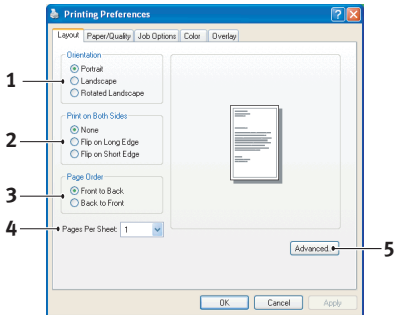 Printing Preferences
Layout Paper/Quality Job Options Color Overlay
Orientation
Portrait
1
Landscape
Rotated Landscape
Print on Both Sides
None
2
Flip on Long Edge
Flip on Short Edge
Page Order
Front to Back
3
Back to Front
4
Pages Per Sheet: 1
Advanced..
5
OK Cancel Apply